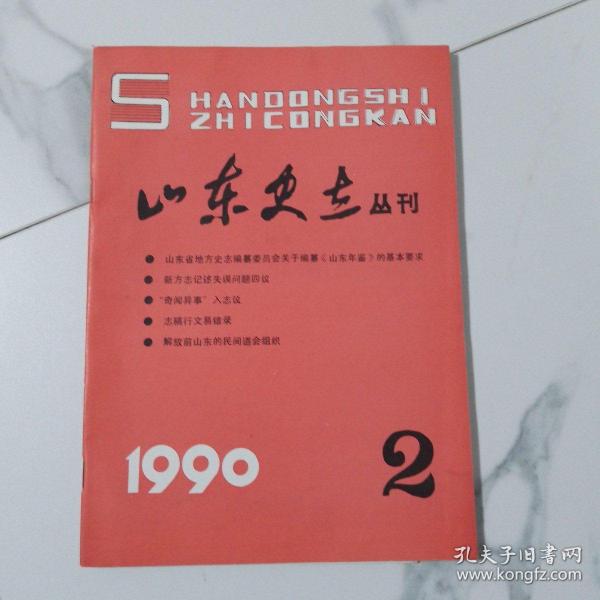 SHANDONGSHI
ZHICONGKAN
山东史志丛刊
● 山东省地方史志编纂委员会关于编纂《山东年鉴》的基本要求
● 新方志记述失误问题四议
● “奇闻异事”入志议
● 志稿行文易错录
● 解放前山东的民间道会组织
1990 2
孔夫子旧书网
www.kongfz.com